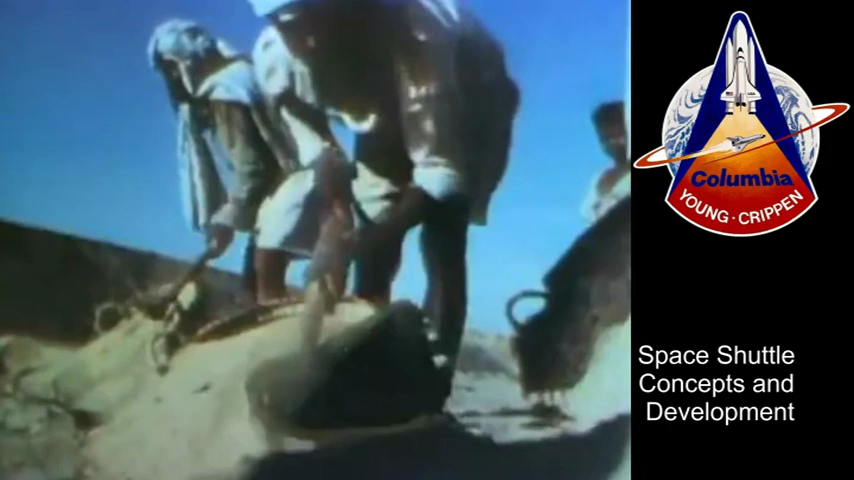 Columbia
YOUNG · CRIPPEN
Space Shuttle
Concepts and
Development